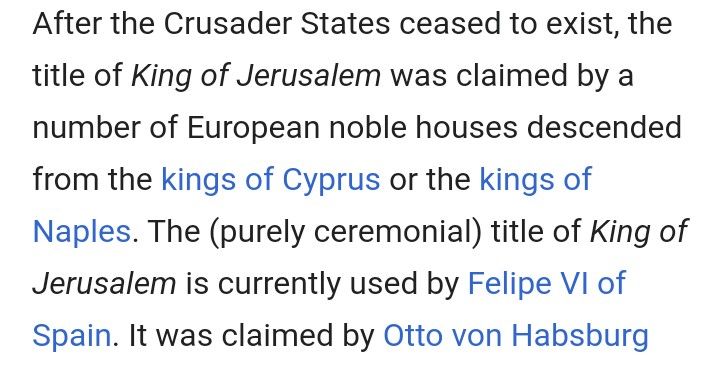 After the Crusader States ceased to exist, the
title of King of Jerusalem was claimed by a
number of European noble houses descended
from the kings of Cyprus or the kings of
Naples. The (purely ceremonial) title of King of
Jerusalem is currently used by Felipe VI of
Spain. It was claimed by Otto von Habsburg